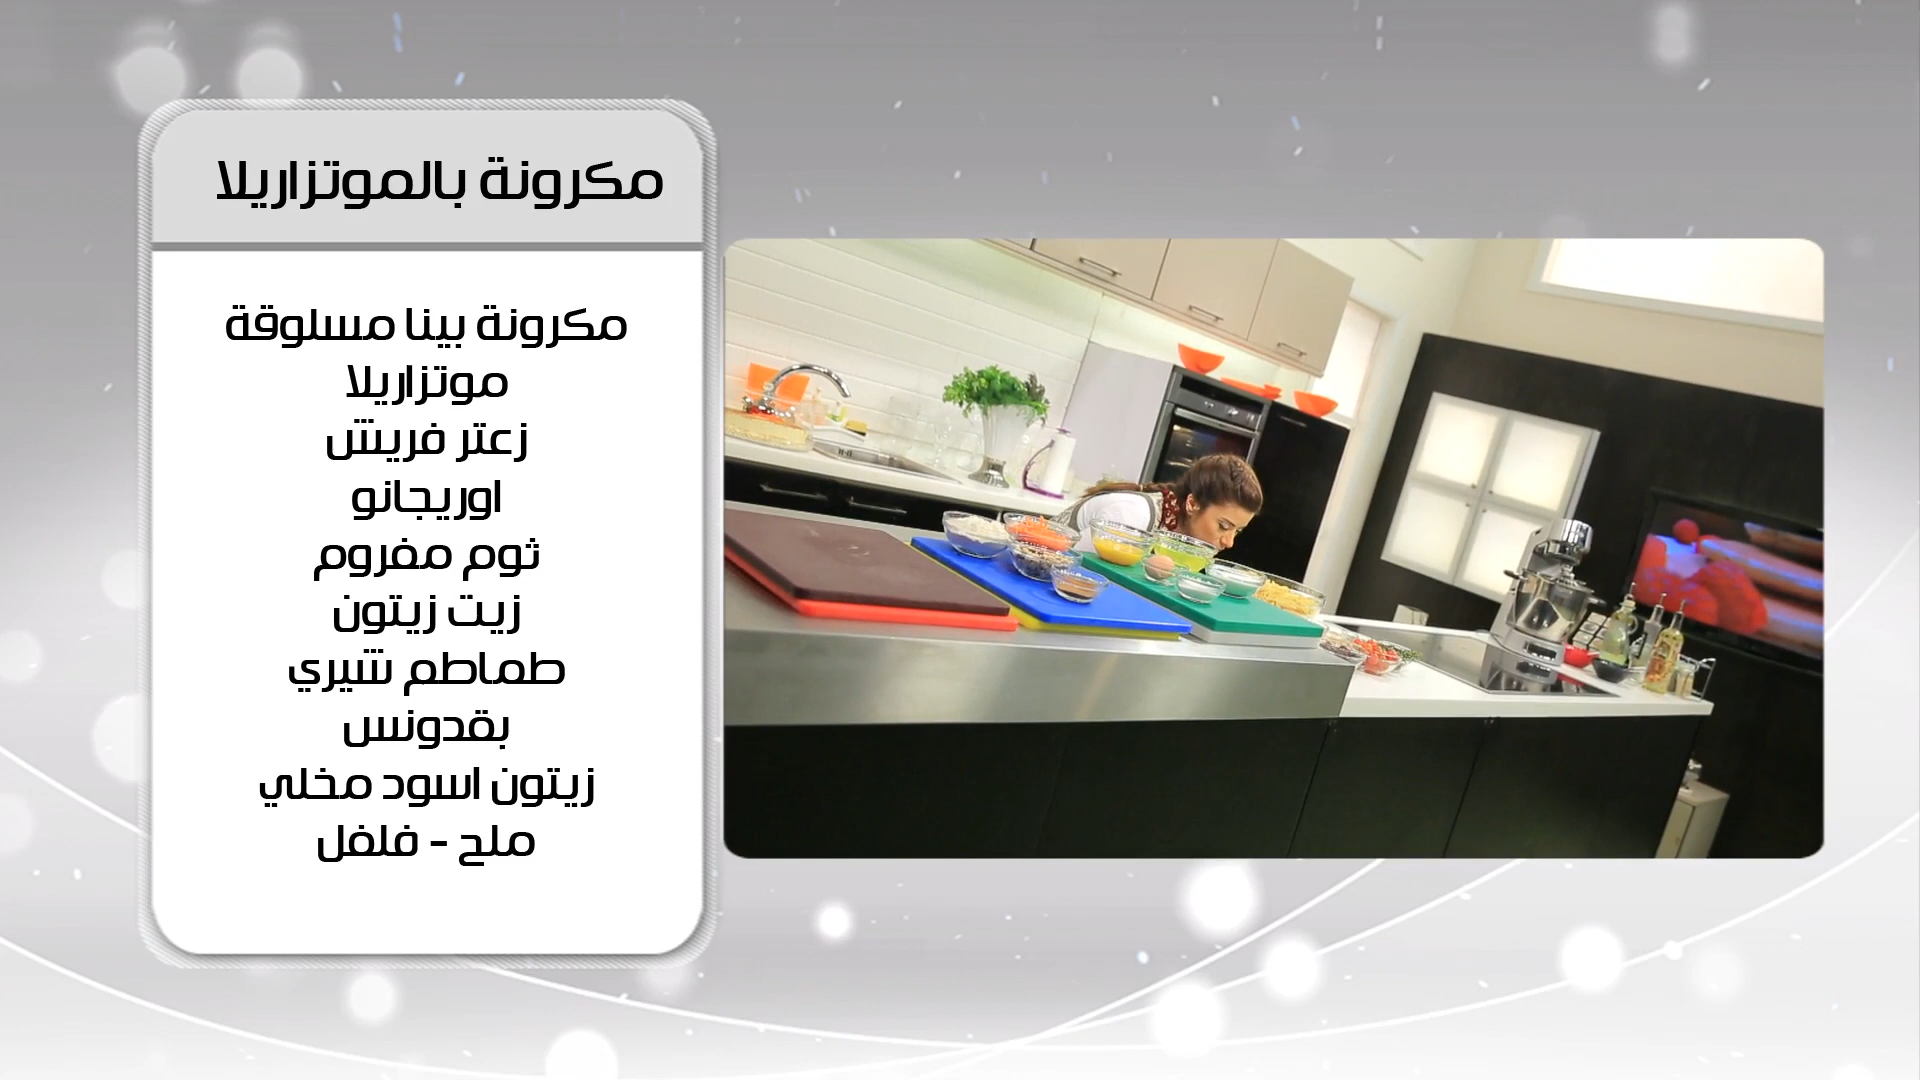 مكرونة بالموتزاريلا
مكرونة بينا مسلوقة
موتزاريلا
زعتر فريش
اوريجانو
ثوم مفروم
زيت زيتون
طماطم شيري
بقدونس
زيتون اسود مخلي
ملح - فلفل